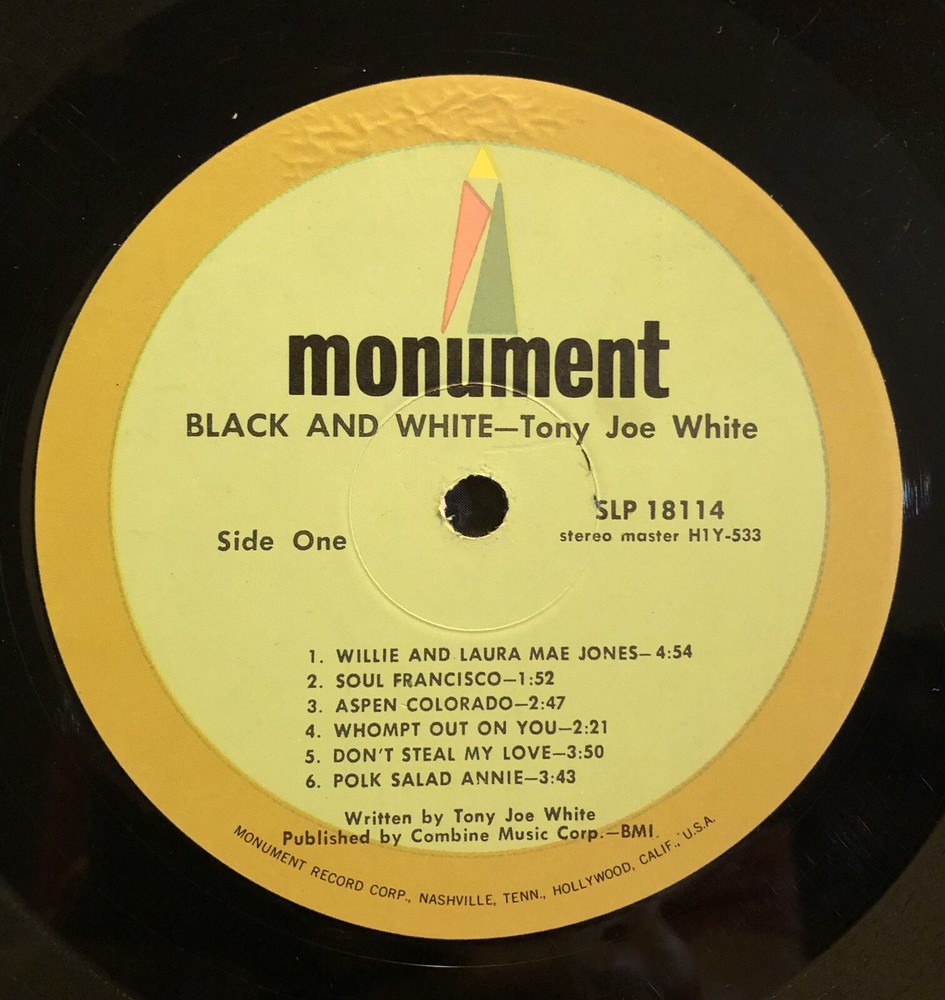 monument
BLACK AND WHITE—Tony Joe White
Side One
SLP 18114
stereo master H1Y-533
1. WILLIE AND LAURA MAE JONES—4:54
2. SOUL FRANCISCO—1:52
3. ASPEN COLORADO—2:47
4. WHOMPT OUT ON YOU—2:21
5. DON'T STEAL MY LOVE—3:50
6. POLK SALAD ANNIE—3:43
Written by Tony Joe White
Published by Combine Music Corp.—BMI
MONUMENT RECORD CORP., NASHVILLE, TENN., HOLLYWOOD, CALIF., U.S.A.